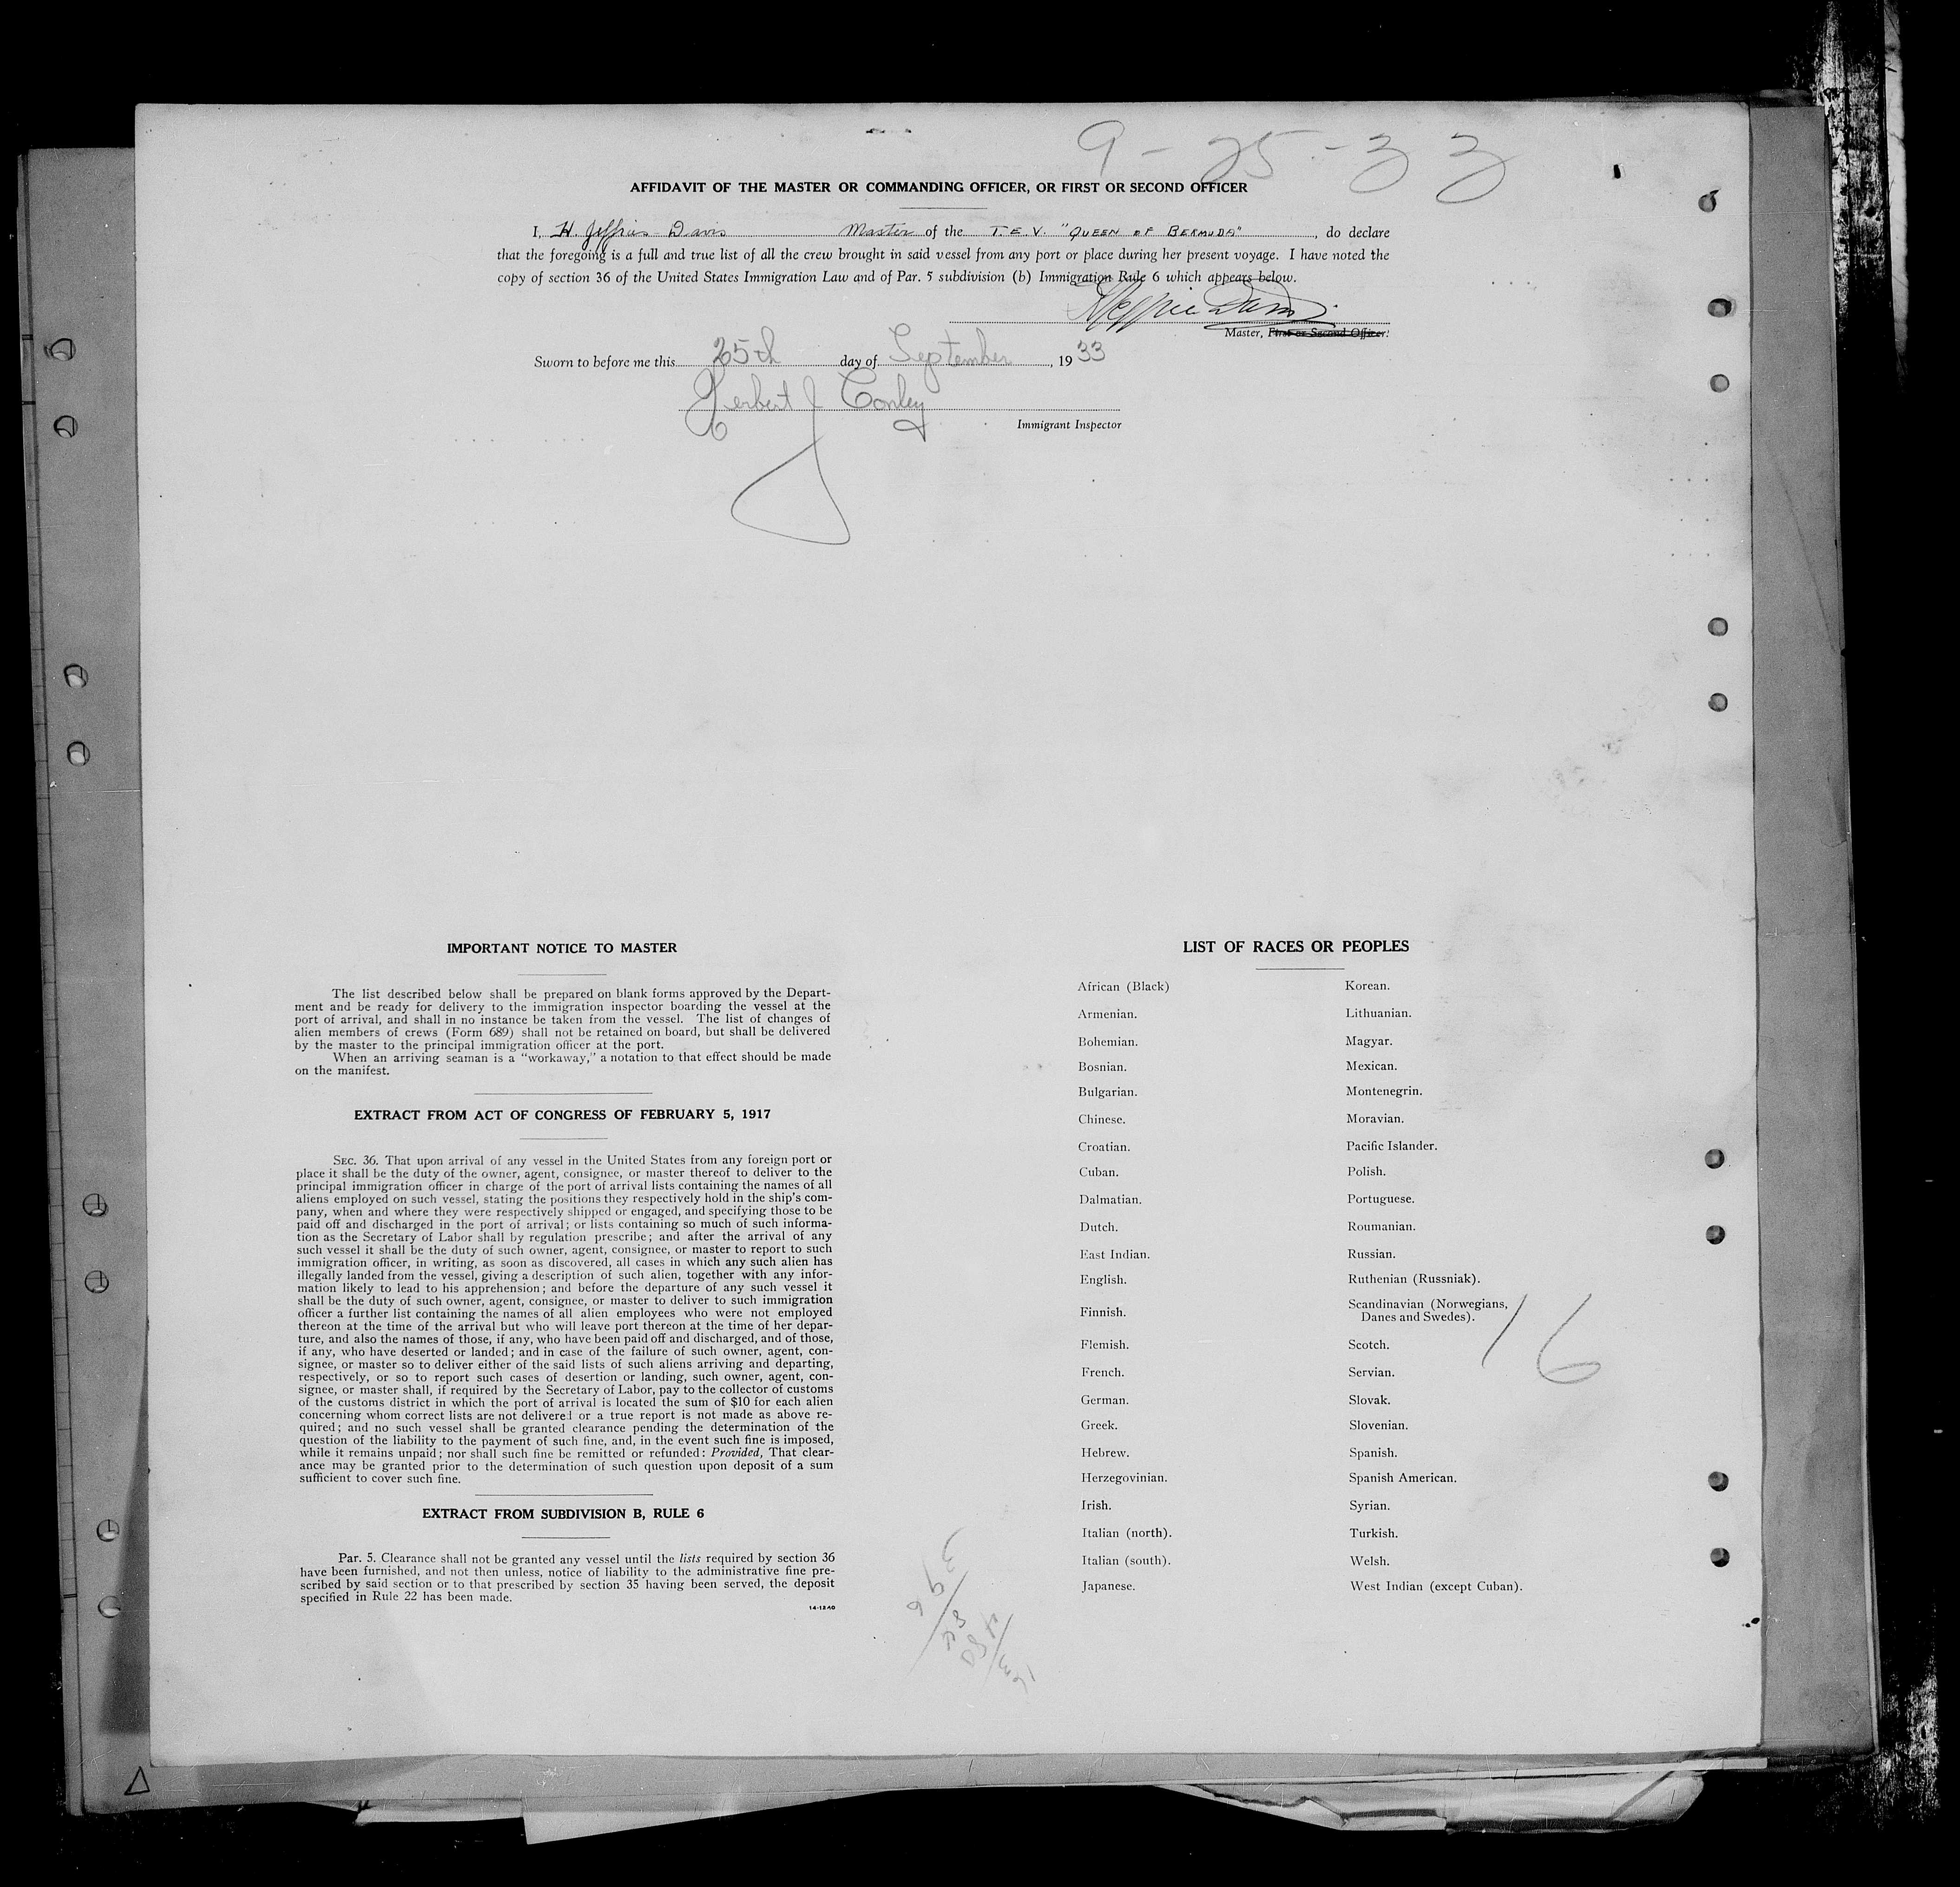 9-25-33
AFFIDAVIT OF THE MASTER OR COMMANDING OFFICER, OR FIRST OR SECOND OFFICER
I, H. Jeffries Davis Master of the T.E.V. "QUEEN OF BERMUDA", do declare
that the foregoing is a full and true list of all the crew brought in said vessel from any port or place during her present voyage. I have noted the
copy of section 36 of the United States Immigration Law and of Par. 5 subdivision (b) Immigration Rule 6 which appears below.
Davis
Master, First or Second Officer.
Sworn to before me this 25th day of September, 1933
Herbert J Conley
Immigrant Inspector
IMPORTANT NOTICE TO MASTER
The list described below shall be prepared on blank forms approved by the Depart-
ment and be ready for delivery to the immigration inspector boarding the vessel at the
port of arrival, and shall in no instance be taken from the vessel. The list of changes of
alien members of crews (Form 689) shall not be retained on board, but shall be delivered
by the master to the principal immigration officer at the port.
When an arriving seaman is a "workaway," a notation to that effect should be made
on the manifest.
EXTRACT FROM ACT OF CONGRESS OF FEBRUARY 5, 1917
SEC. 36. That upon arrival of any vessel in the United States from any foreign port or
place it shall be the duty of the owner, agent, consignee, or master thereof to deliver to the
principal immigration officer in charge of the port of arrival lists containing the names of all
aliens employed on such vessel, stating the positions they respectively hold in the ship's com-
pany, when and where they were respectively shipped or engaged, and specifying those to be
paid off and discharged in the port of arrival; or lists containing so much of such informa-
tion as the Secretary of Labor shall by regulation prescribe; and after the arrival of any
such vessel it shall be the duty of such owner, agent, consignee, or master to report to such
immigration officer, in writing, as soon as discovered, all cases in which any such alien has
illegally landed from the vessel, giving a description of such alien, together with any infor-
mation likely to lead to his apprehension; and before the departure of any such vessel it
shall be the duty of such owner, agent, consignee, or master to deliver to such immigration
officer a further list containing the names of all alien employees who were not employed
thereon at the time of the arrival but who will leave port thereon at the time of her depar-
ture, and also the names of those, if any, who have been paid off and discharged, and of those,
if any, who have deserted or landed; and in case of the failure of such owner, agent, con-
signee, or master so to deliver either of the said lists of such aliens arriving and departing,
respectively, or so to report such cases of desertion or landing, such owner, agent, con-
signee, or master shall, if required by the Secretary of Labor, pay to the collector of customs
of the customs district in which the port of arrival is located the sum of $10 for each alien
concerning whom correct lists are not delivered or a true report is not made as above re-
quired; and no such vessel shall be granted clearance pending the determination of the
question of the liability to the payment of such fine, and, in the event such fine is imposed,
while it remains unpaid; nor shall such fine be remitted or refunded: Provided, That clear-
ance may be granted prior to the determination of such question upon deposit of a sum
sufficient to cover such fine.
EXTRACT FROM SUBDIVISION B, RULE 6
Par. 5. Clearance shall not be granted any vessel until the lists required by section 36
have been furnished, and not then unless, notice of liability to the administrative fine pre-
scribed by said section or to that prescribed by section 35 having been served, the deposit
specified in Rule 22 has been made.
14-1240
LIST OF RACES OR PEOPLES
African (Black)
Armenian.
Bohemian.
Bosnian.
Bulgarian.
Chinese.
Croatian.
Cuban.
Dalmatian.
Dutch.
East Indian.
English.
Finnish.
Flemish.
French.
German.
Greek.
Hebrew.
Herzegovinian.
Irish.
Italian (north).
Italian (south).
Japanese.
Korean.
Lithuanian.
Magyar.
Mexican.
Montenegrin.
Moravian.
Pacific Islander.
Polish.
Portuguese.
Roumanian.
Russian.
Ruthenian (Russniak).
Scandinavian (Norwegians,
Danes and Swedes).
Scotch.
Servian.
Slovak.
Slovenian.
Spanish.
Spanish American.
Syrian.
Turkish.
Welsh.
West Indian (except Cuban).
16